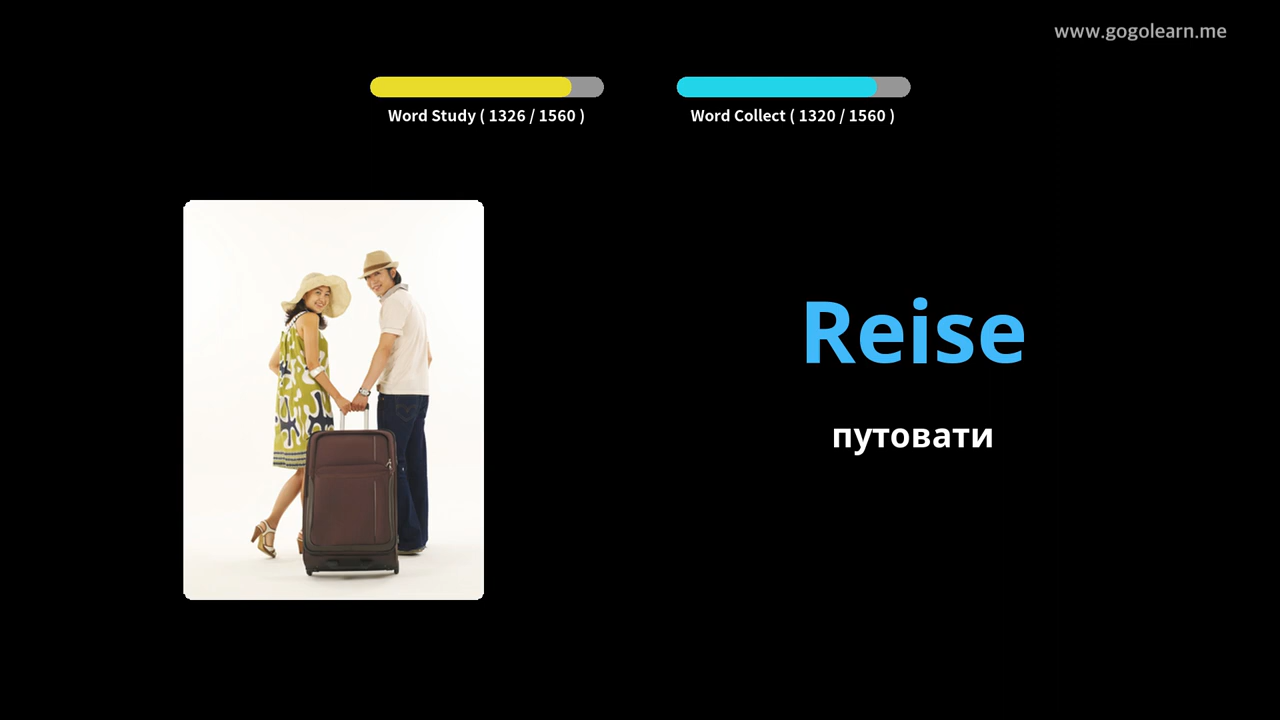 www.gogolearn.me
Word Study ( 1326 / 1560 )
Word Collect ( 1320 / 1560 )
Reise
путовати